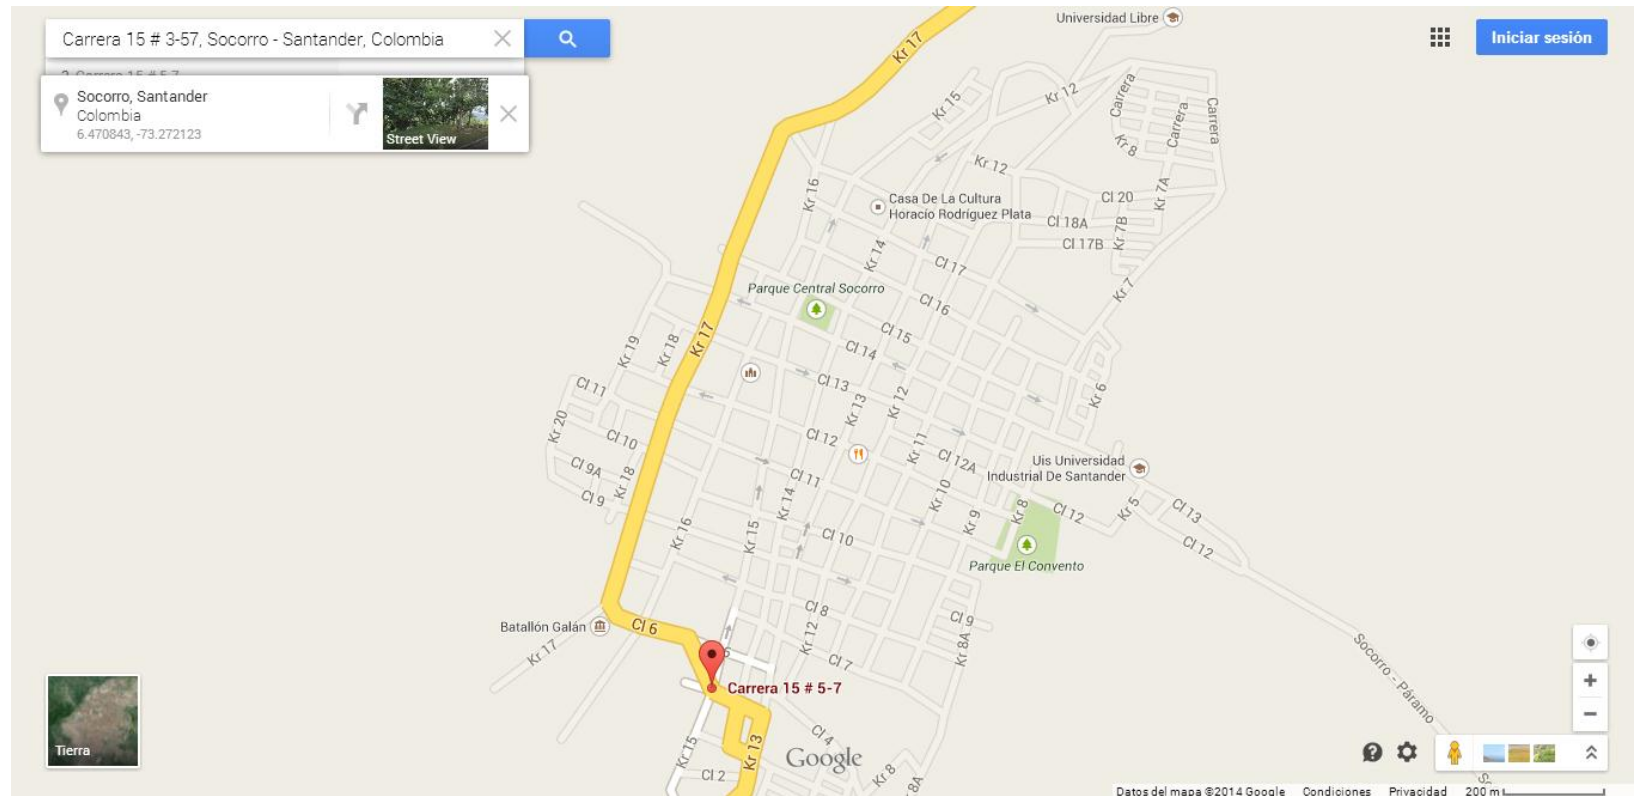 Carrera 15 # 3-57, Socorro - Santander, Colombia
Iniciar sesión
Socorro, Santander
Colombia
6.470843, -73.272123
Street View
Universidad Libre
Kr 17
Kr 15
Kr 12
Carrera
Carrera
Carrera
Kr 8
Kr 12
Kr 16
Casa De La Cultura
Horacio Rodríguez Plata
Cl 20
Kr 7A
Cl 18A
Kr 7B
Cl 17B
Kr 14
Cl 17
Kr 7
Parque Central Socorro
Cl 16
Cl 15
Kr 17
Kr 19
Kr 18
Cl 14
Cl 13
Cl 11
Kr 13
Kr 12
Kr 6
Kr 20
Cl 10
Cl 12
Kr 11
Cl 12A
Uis Universidad
Industrial De Santander
Cl 9A
Kr 18
Cl 11
Cl 9
Kr 14
Kr 10
Kr 8
Cl 12
Kr 5
Cl 13
Kr 16
Kr 15
Cl 10
Kr 9
Cl 12
Parque El Convento
Cl 8
Cl 9
Batallón Galán
Cl 6
Kr 12
Kr 8A
Kr 17
6
Cl 7
Carrera 15 # 5-7
Socorro - Páramo
Tierra
Kr 15
Kr 13
Cl 4
Google
Cl 2
Kr 8
8A
Datos del mapa ©2014 Google Condiciones Privacidad 200 m